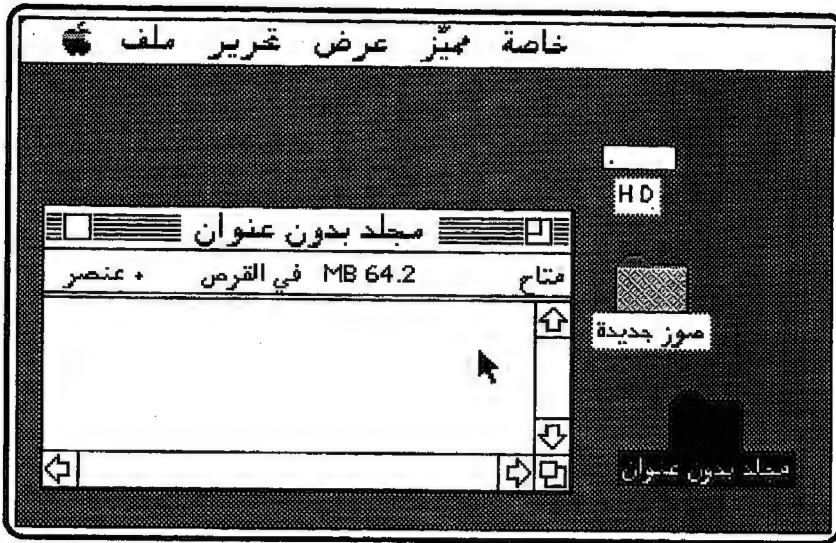 ملف تحرير عرض مميّز خاصة
HD
مجلد بدون عنوان
٠ عنصر في القرص 64.2 MB متاح
صور جديدة
مجلد بدون عنوان